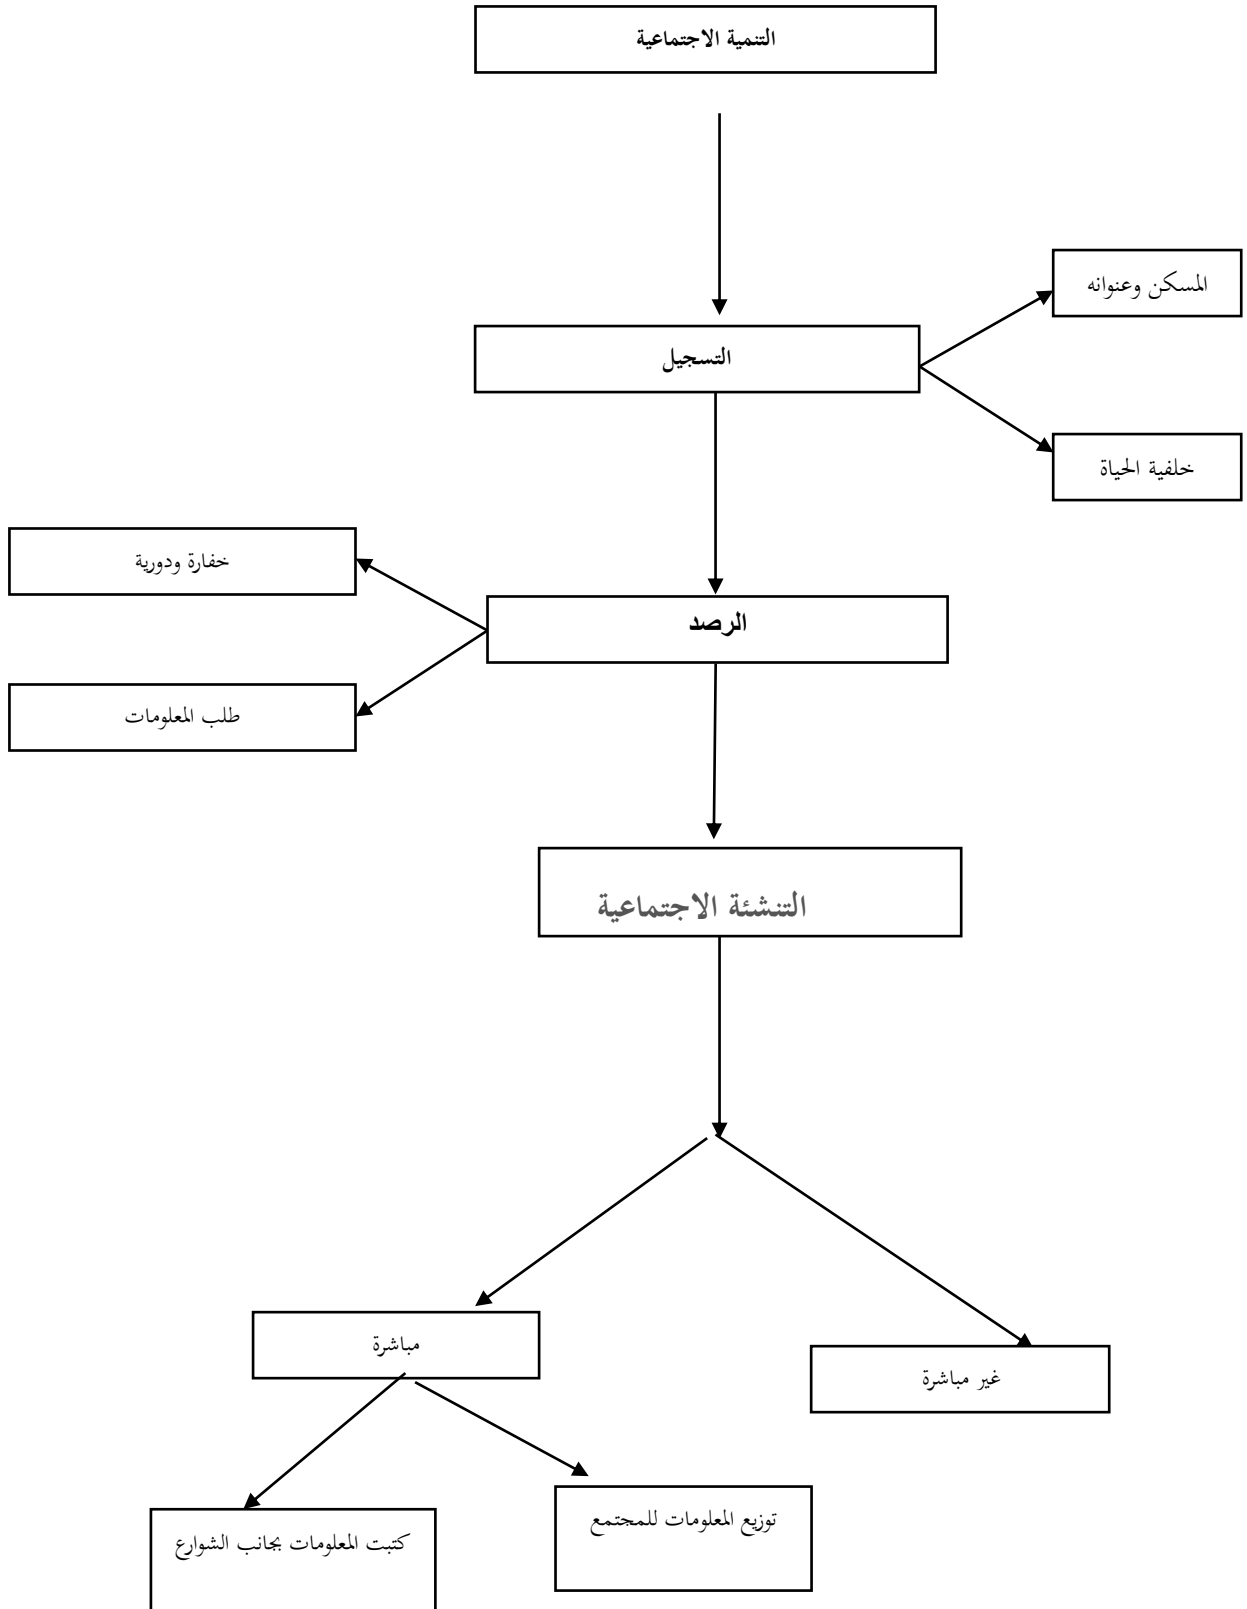 التنمية الاجتماعية
المسكن وعنوانه
التسجيل
خلفية الحياة
خفارة ودورية
الرصد
طلب المعلومات
التنشئة الاجتماعية
مباشرة
غير مباشرة
توزيع المعلومات للمجتمع
كتبت المعلومات بجانب الشوارع